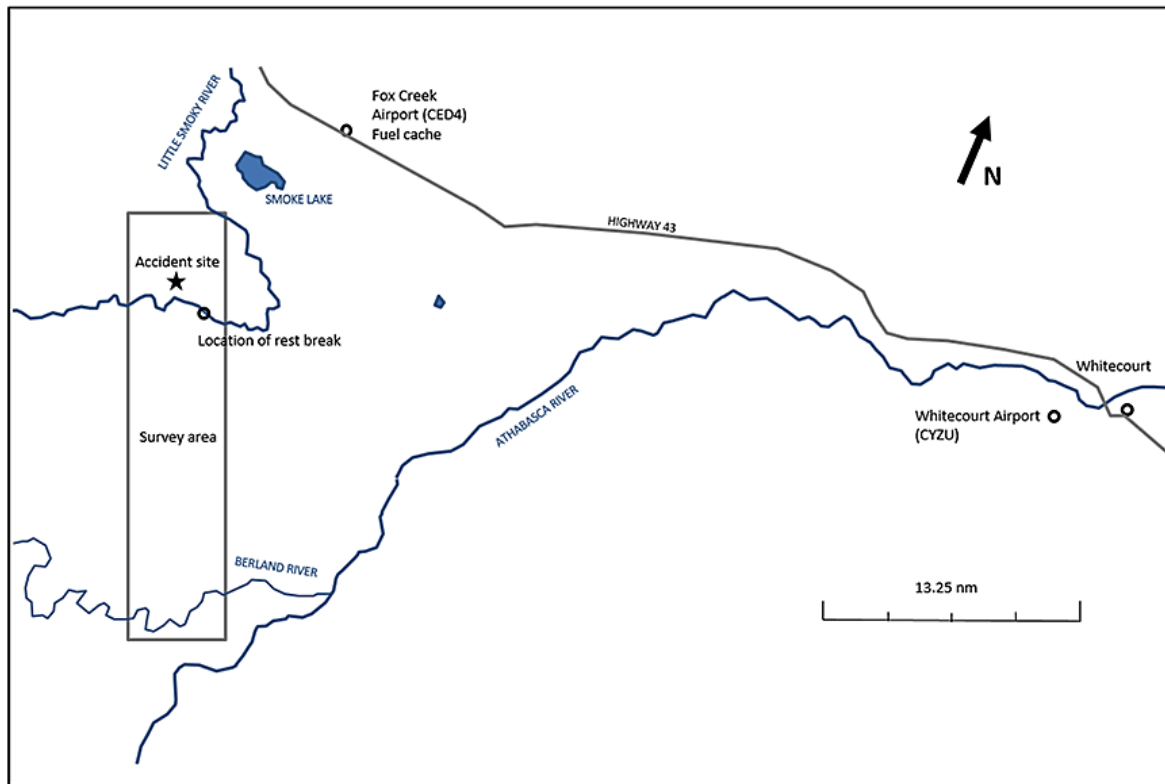 LITTLE SMOKY RIVER
Fox Creek
Airport (CED4)
Fuel cache
N
SMOKE LAKE
HIGHWAY 43
Accident site
Location of rest break
Whitecourt
Survey area
ATHABASCA RIVER
Whitecourt Airport
(CYZU)
BERLAND RIVER
13.25 nm